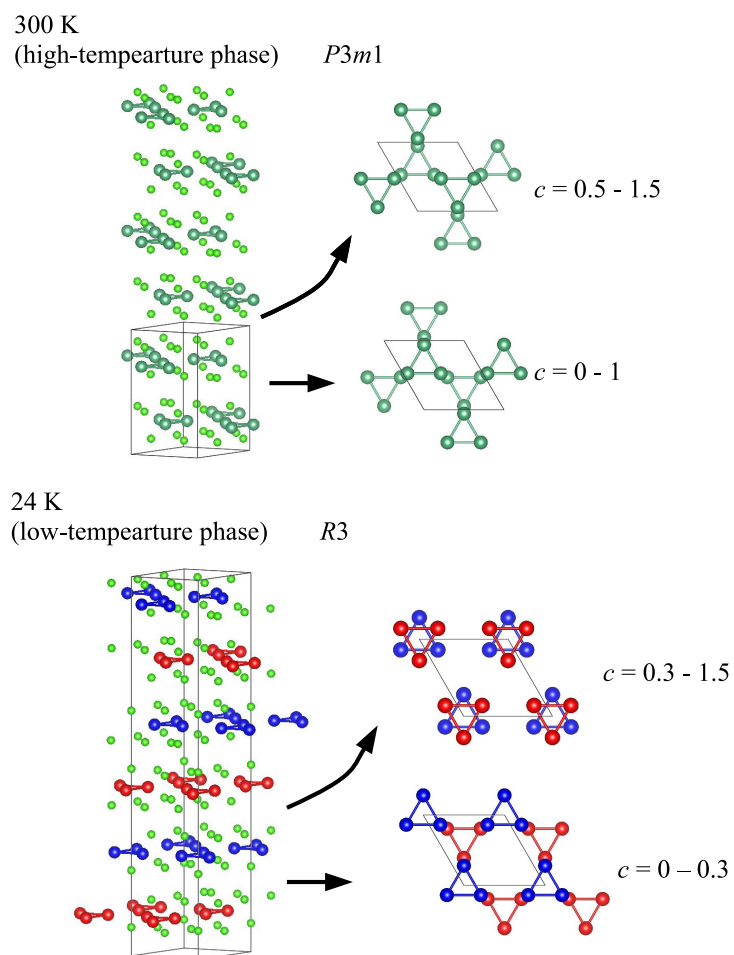 300 K
(high-tempearture phase) P3m1
c = 0.5 - 1.5
c = 0 - 1
24 K
(low-tempearture phase) R3
c = 0.3 - 1.5
c = 0 – 0.3